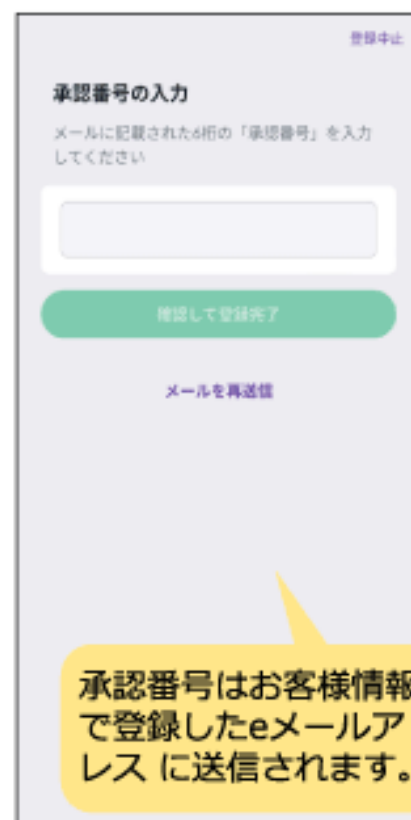 登録中止
承認番号の入力
メールに記載された6桁の「承認番号」を入力
してください
確認して登録完了
メールを再送信
承認番号はお客様情報
で登録したeメールア
レス に送信されます。